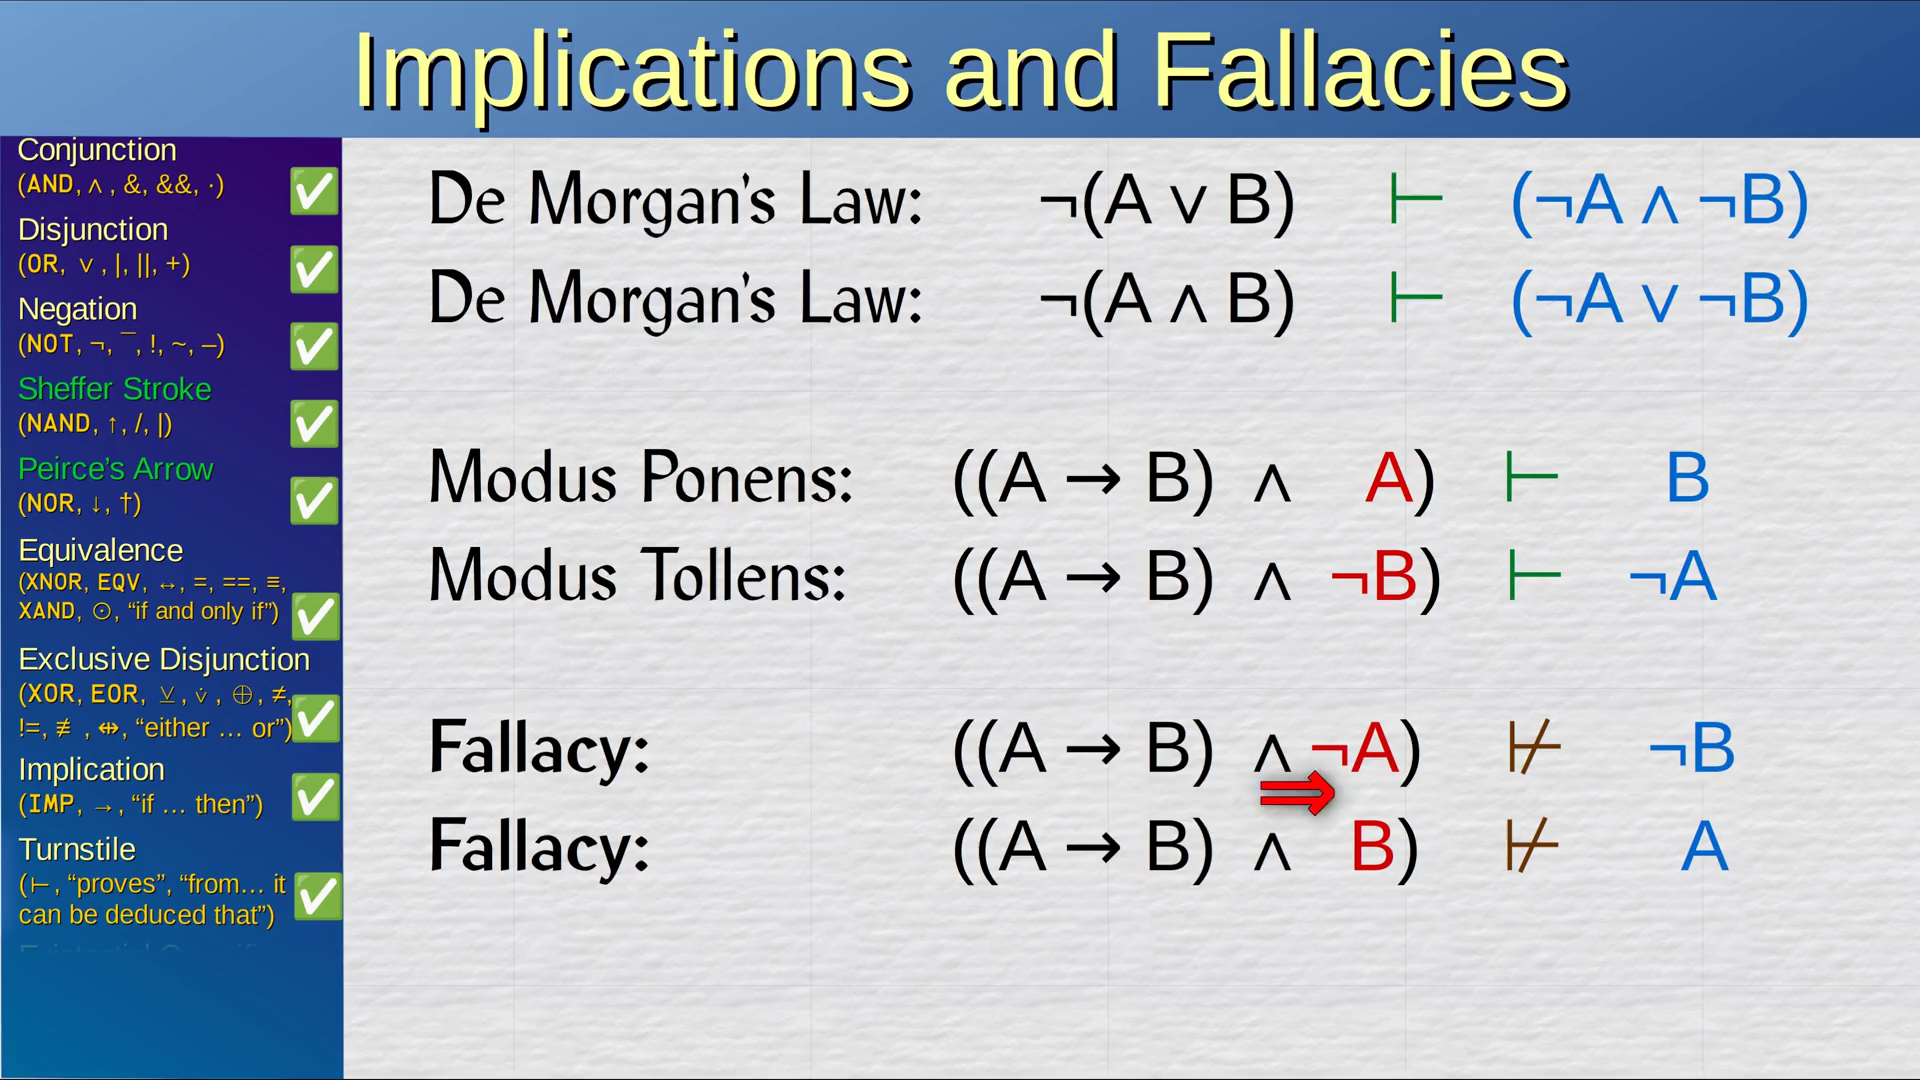 Implications and Fallacies
Conjunction
(AND, ∧, &, &&, ·)
Disjunction
(OR, ∨, |, ||, +)
Negation
(NOT, ¬, ‾, !, ~, –)
Sheffer Stroke
(NAND, ↑, /, |)
Peirce's Arrow
(NOR, ↓, †)
Equivalence
(XNOR, EQV, ↔, =, ==, ≡,
XAND, ⊙, “if and only if”)
Exclusive Disjunction
(XOR, EOR, ⊻, ∨̇, ⊕, ≠,
!=, ≢, ⇹, “either … or”)
Implication
(IMP, →, “if … then”)
Turnstile
(⊢, “proves”, “from… it
can be deduced that”)
De Morgan's Law: ¬(A ∨ B) ⊢ (¬A ∧ ¬B)
De Morgan's Law: ¬(A ∧ B) ⊢ (¬A ∨ ¬B)
Modus Ponens: ((A → B) ∧ A) ⊢ B
Modus Tollens: ((A → B) ∧ ¬B) ⊢ ¬A
Fallacy: ((A → B) ∧ ¬A) ⊬ ¬B
⇒
Fallacy: ((A → B) ∧ B) ⊬ A